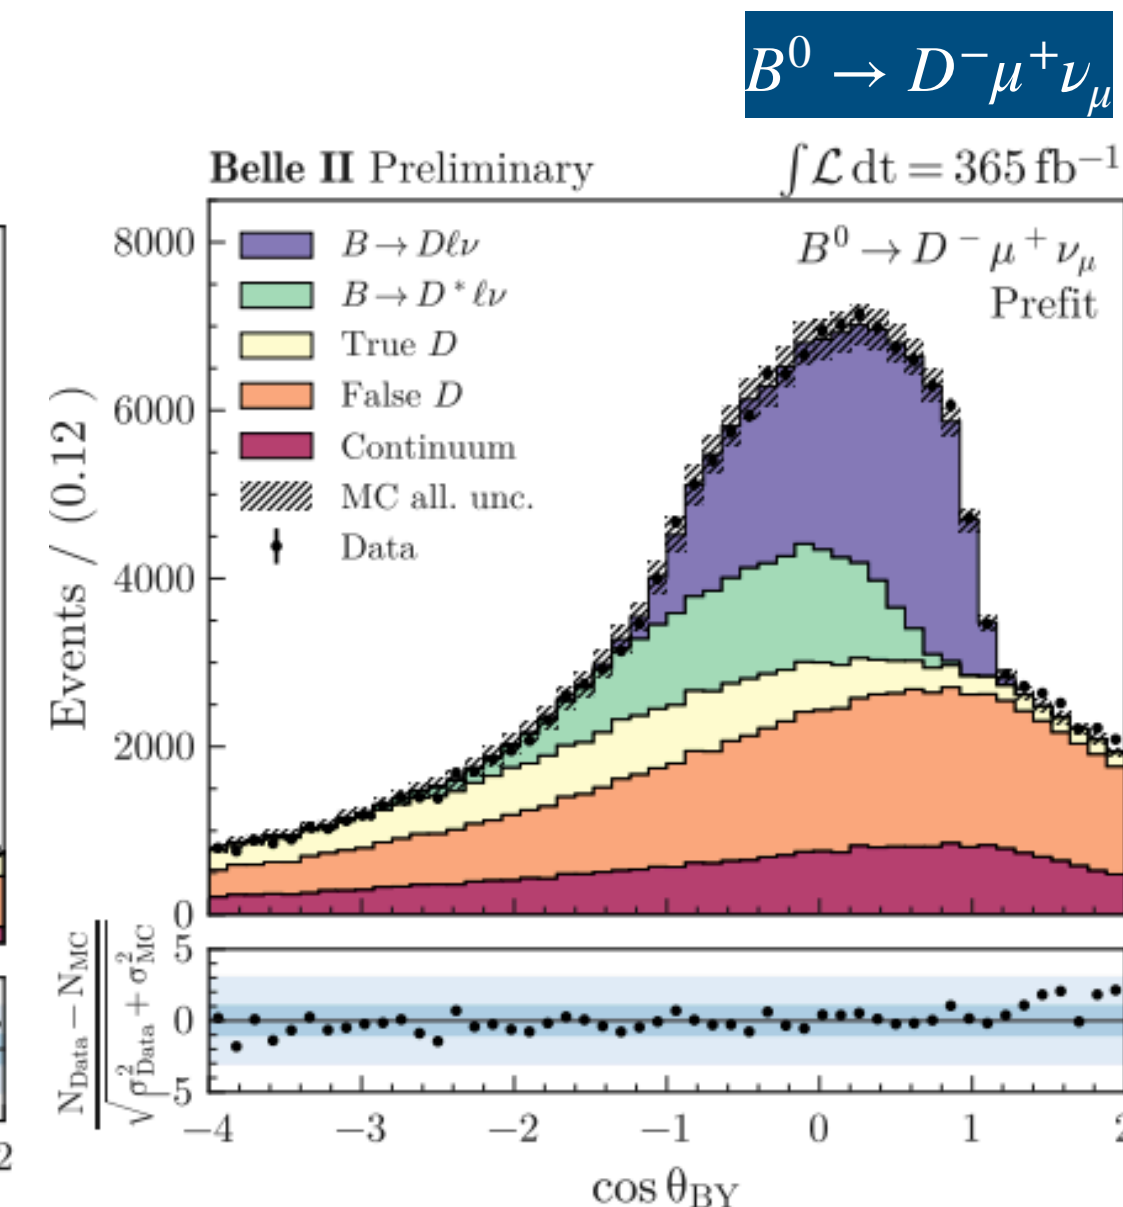 B⁰ → D⁻μ⁺ν_μ
Belle II Preliminary
∫ℒ dt = 365 fb⁻¹
B⁰ → D⁻ μ⁺ ν_μ
Prefit
B → Dℓν
B → D*ℓν
True D
False D
Continuum
MC all. unc.
Data
Events / (0.12 )
8000
6000
4000
2000
0
N_Data − N_MC
√σ²_Data + σ²_MC
5
0
−5
2
−4 −3 −2 −1 0 1 2
cos θ_BY